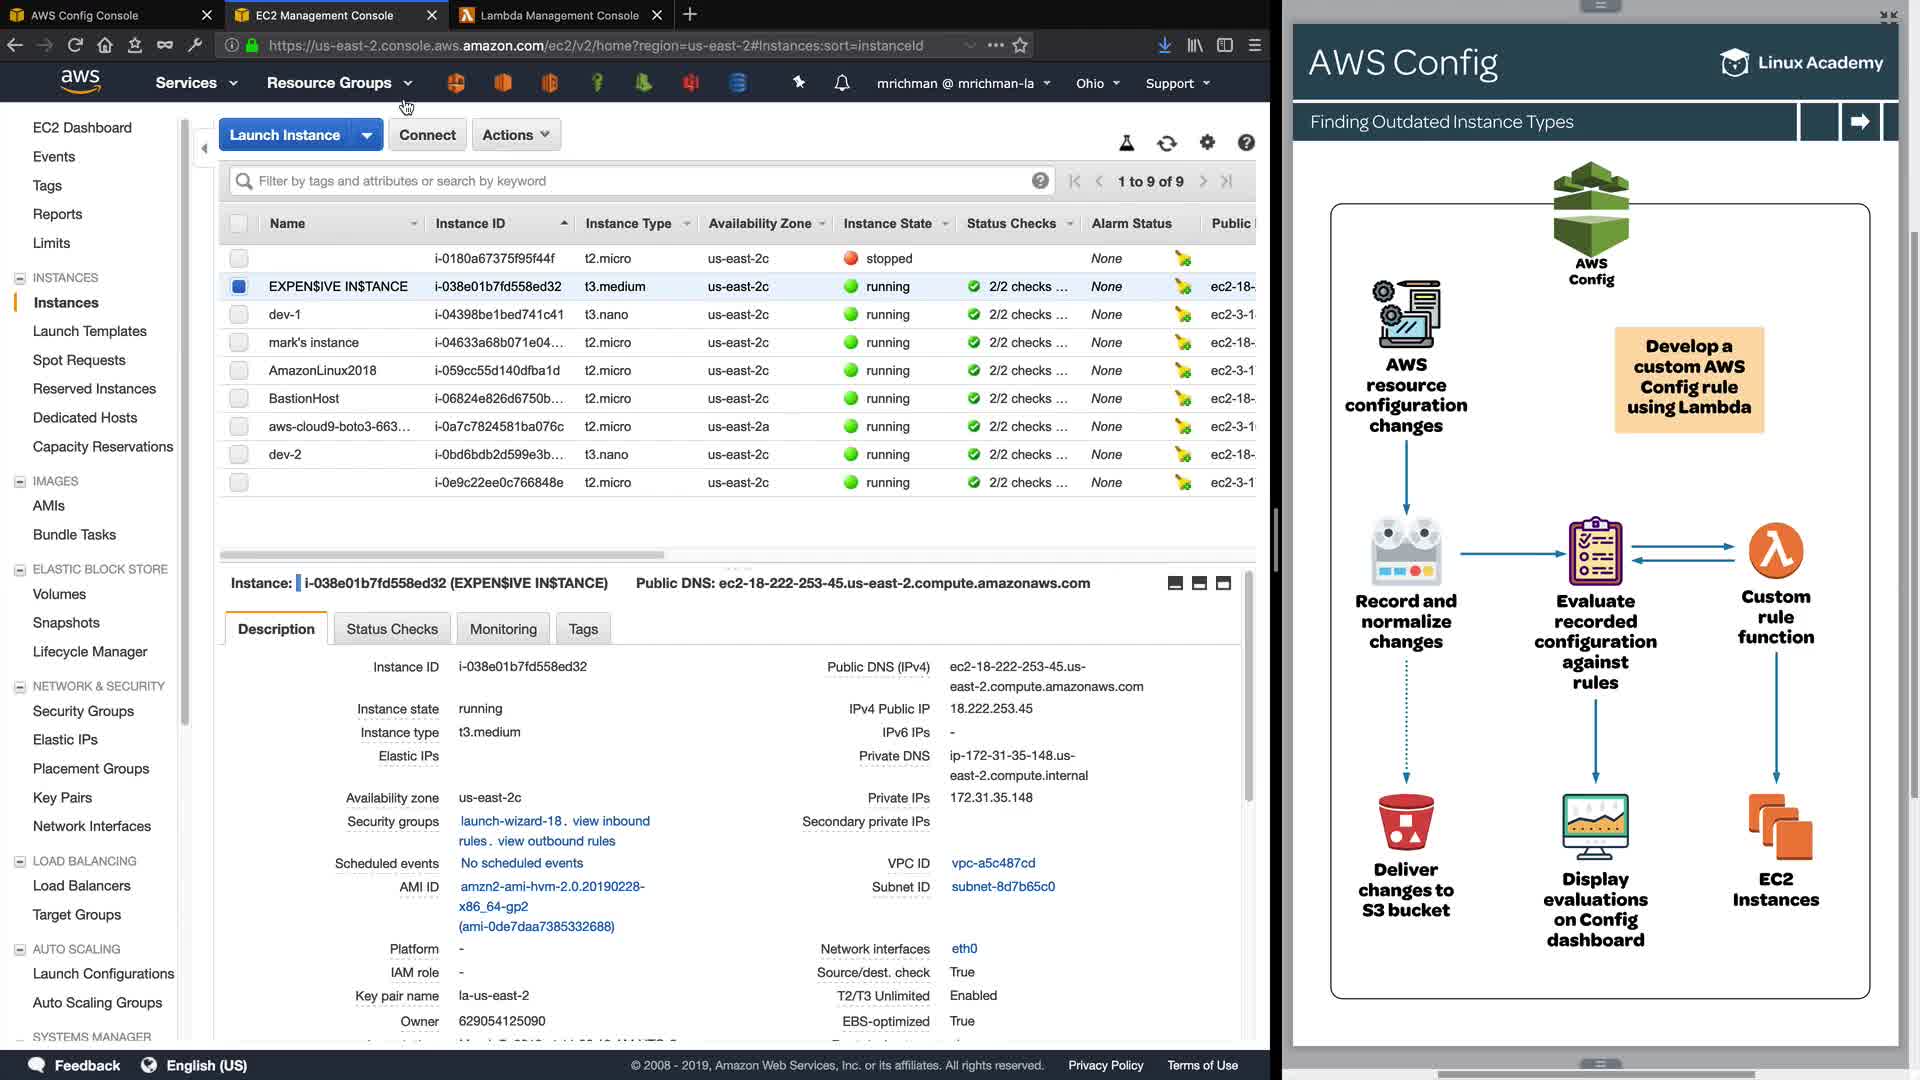 AWS Config Console
EC2 Management Console
Lambda Management Console
https://us-east-2.console.aws.amazon.com/ec2/v2/home?region=us-east-2#Instances:sort=instanceId
aws
Services
Resource Groups
mrichman @ mrichman-la
Ohio
Support
EC2 Dashboard
Events
Tags
Reports
Limits
INSTANCES
Instances
Launch Templates
Spot Requests
Reserved Instances
Dedicated Hosts
Capacity Reservations
IMAGES
AMIs
Bundle Tasks
ELASTIC BLOCK STORE
Volumes
Snapshots
Lifecycle Manager
NETWORK & SECURITY
Security Groups
Elastic IPs
Placement Groups
Key Pairs
Network Interfaces
LOAD BALANCING
Load Balancers
Target Groups
AUTO SCALING
Launch Configurations
Auto Scaling Groups
SYSTEMS MANAGER
Launch Instance
Connect
Actions
Filter by tags and attributes or search by keyword
1 to 9 of 9
Name Instance ID Instance Type Availability Zone Instance State Status Checks Alarm Status Public
i-0180a67375f95f44f t2.micro us-east-2c stopped None
EXPEN$IVE IN$TANCE i-038e01b7fd558ed32 t3.medium us-east-2c running 2/2 checks ... None ec2-18-
dev-1 i-04398be1bed741c41 t3.nano us-east-2c running 2/2 checks ... None ec2-3-1
mark's instance i-04633a68b071e04... t2.micro us-east-2c running 2/2 checks ... None ec2-18-
AmazonLinux2018 i-059cc55d140dfba1d t2.micro us-east-2c running 2/2 checks ... None ec2-3-1
BastionHost i-06824e826d6750b... t2.micro us-east-2c running 2/2 checks ... None ec2-18-
aws-cloud9-boto3-663... i-0a7c7824581ba076c t2.micro us-east-2a running 2/2 checks ... None ec2-3-1
dev-2 i-0bd6bdb2d599e3b... t3.nano us-east-2c running 2/2 checks ... None ec2-18-
i-0e9c22ee0c766848e t2.micro us-east-2c running 2/2 checks ... None ec2-3-1
Instance: i-038e01b7fd558ed32 (EXPEN$IVE IN$TANCE) Public DNS: ec2-18-222-253-45.us-east-2.compute.amazonaws.com
Description
Status Checks
Monitoring
Tags
Instance ID i-038e01b7fd558ed32
Instance state running
Instance type t3.medium
Elastic IPs
Availability zone us-east-2c
Security groups launch-wizard-18. view inbound
rules. view outbound rules
Scheduled events No scheduled events
AMI ID amzn2-ami-hvm-2.0.20190228-
x86_64-gp2
(ami-0de7daa7385332688)
Platform -
IAM role -
Key pair name la-us-east-2
Owner 629054125090
Public DNS (IPv4) ec2-18-222-253-45.us-
east-2.compute.amazonaws.com
IPv4 Public IP 18.222.253.45
IPv6 IPs -
Private DNS ip-172-31-35-148.us-
east-2.compute.internal
Private IPs 172.31.35.148
Secondary private IPs
VPC ID vpc-a5c487cd
Subnet ID subnet-8d7b65c0
Network interfaces eth0
Source/dest. check True
T2/T3 Unlimited Enabled
EBS-optimized True
Feedback
English (US)
© 2008 - 2019, Amazon Web Services, Inc. or its affiliates. All rights reserved.
Privacy Policy
Terms of Use
AWS Config
Linux Academy
Finding Outdated Instance Types
AWS
Config
Develop a
custom AWS
Config rule
using Lambda
AWS
resource
configuration
changes
Record and
normalize
changes
Evaluate
recorded
configuration
against
rules
Custom
rule
function
Deliver
changes to
S3 bucket
Display
evaluations
on Config
dashboard
EC2
Instances